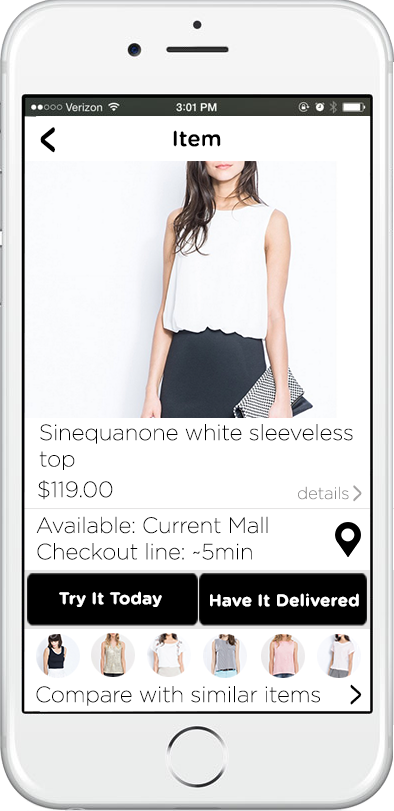 Verizon 3:01 PM
Item
Sinequanone white sleeveless
top
$119.00
details
Available: Current Mall
Checkout line: ~5min
Try It Today
Have It Delivered
Compare with similar items